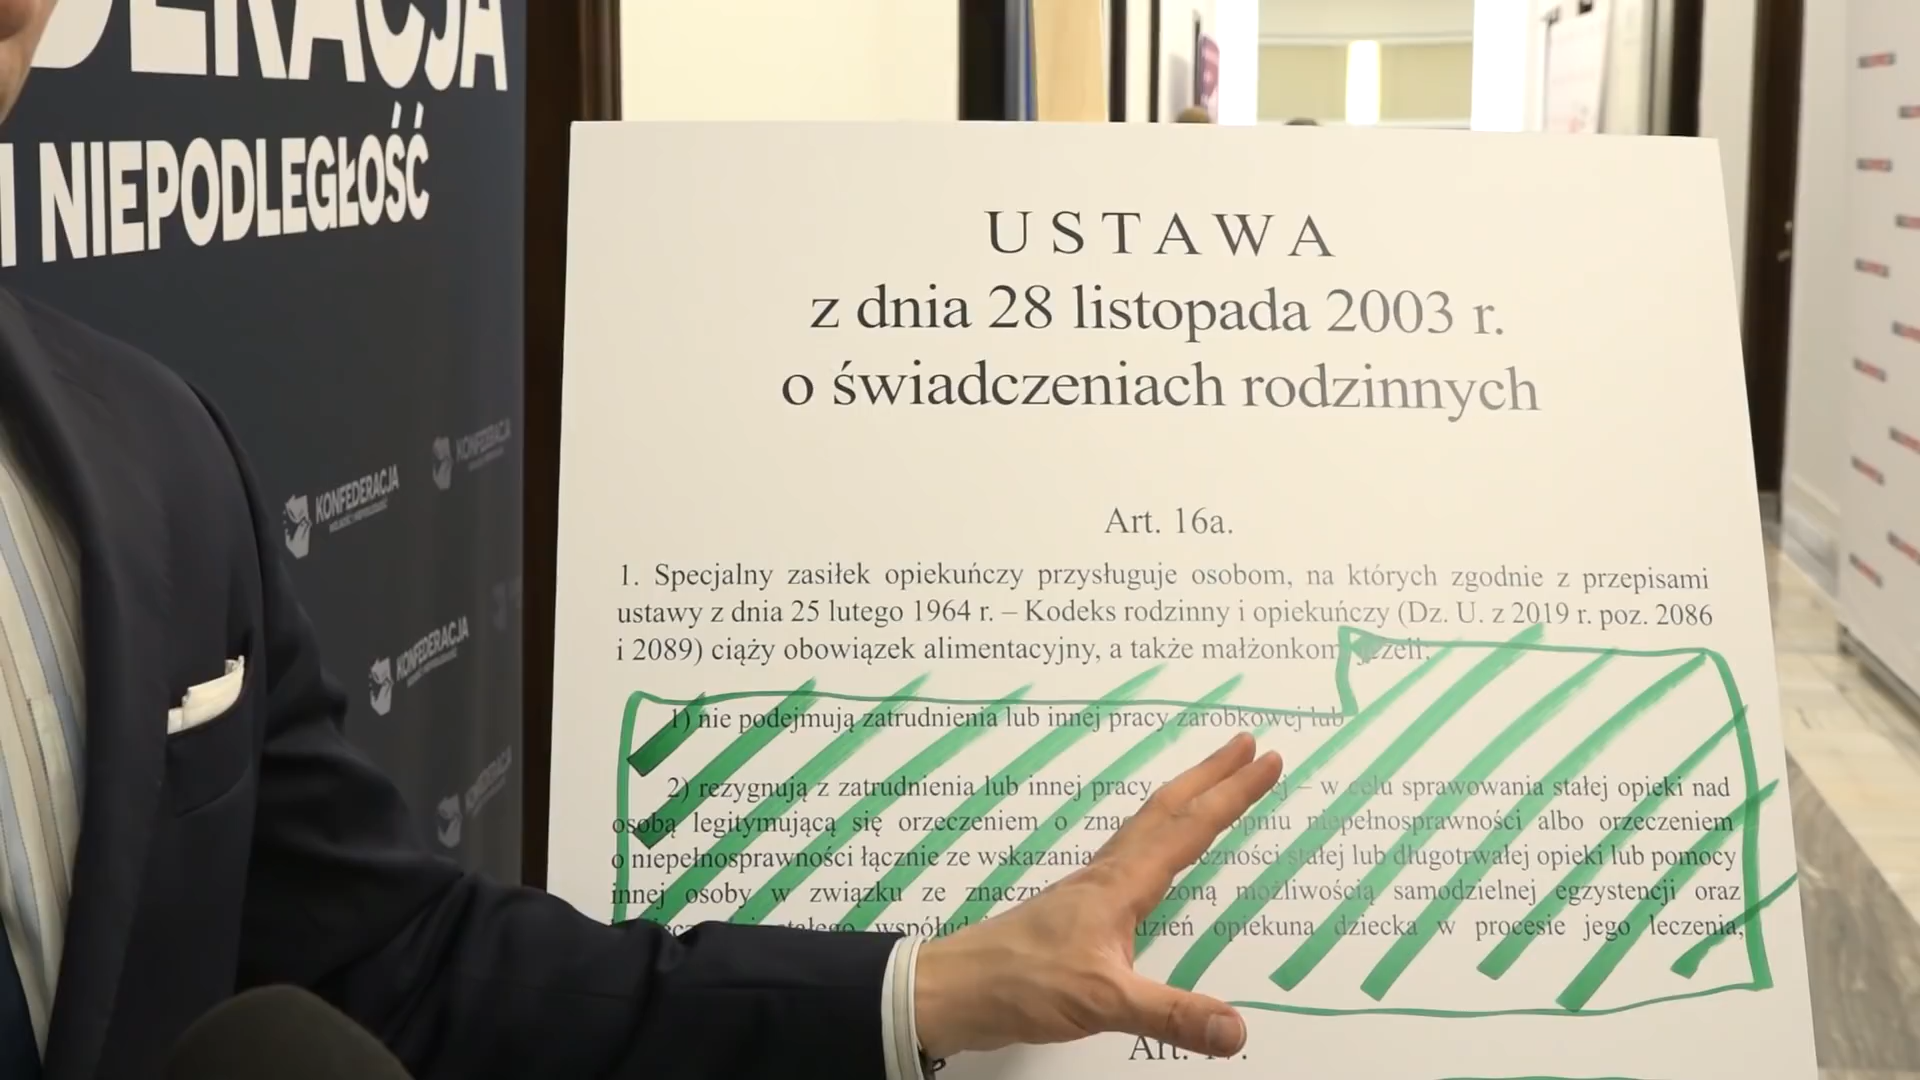 I NIEPODLEGŁOŚĆ
KONFEDERACJA
KONFEDERACJA
KONFEDERACJA
KONFEDERACJA
USTAWA
z dnia 28 listopada 2003 r.
o świadczeniach rodzinnych
Art. 16a.
1. Specjalny zasiłek opiekuńczy przysługuje osobom, na których zgodnie z przepisami
ustawy z dnia 25 lutego 1964 r. – Kodeks rodzinny i opiekuńczy (Dz. U. z 2019 r. poz. 2086
i 2089) ciąży obowiązek alimentacyjny, a także małżonkom, jeżeli:
1) nie podejmują zatrudnienia lub innej pracy zarobkowej lub
2) rezygnują z zatrudnienia lub innej pracy – w celu sprawowania stałej opieki nad
osobą legitymującą się orzeczeniem o niepełnosprawności albo orzeczeniem
o niepełnosprawności łącznie ze wskazaniami stałej lub długotrwałej opieki lub pomocy
innej osoby w związku ze możliwością samodzielnej egzystencji oraz
opiekuna dziecka w procesie jego leczenia,
Art.